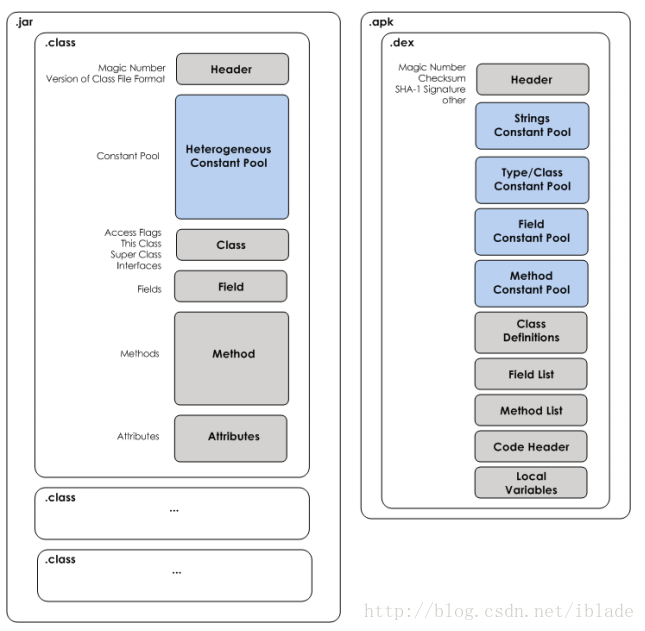 .jar
.class
Magic Number
Version of Class File Format
Header
Constant Pool
Heterogeneous
Constant Pool
Access Flags
This Class
Super Class
Interfaces
Class
Fields
Field
Methods
Method
Attributes
Attributes
.class
...
.class
...
.apk
.dex
Magic Number
Checksum
SHA-1 Signature
other
Header
Strings
Constant Pool
Type/Class
Constant Pool
Field
Constant Pool
Method
Constant Pool
Class
Definitions
Field List
Method List
Code Header
Local
Variables
http://blog.csdn.net/iblade